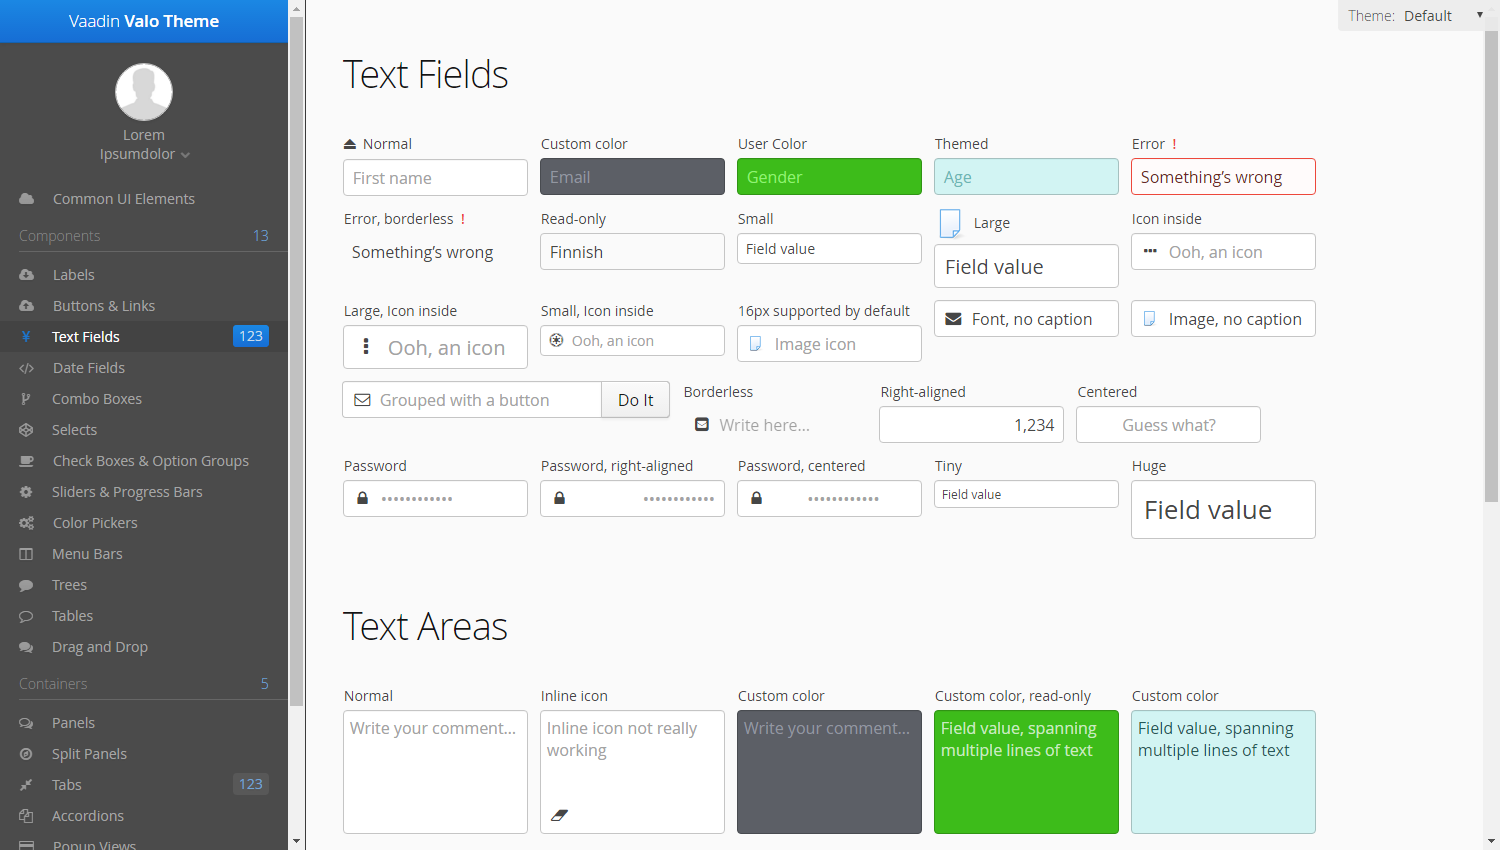 Vaadin Valo Theme
Lorem
Ipsumdolor
Common UI Elements
Components 13
Labels
Buttons & Links
Text Fields 123
Date Fields
Combo Boxes
Selects
Check Boxes & Option Groups
Sliders & Progress Bars
Color Pickers
Menu Bars
Trees
Tables
Drag and Drop
Containers 5
Panels
Split Panels
Tabs 123
Accordions
Popup Views
Theme: Default
Text Fields
Normal Custom color User Color Themed Error !
First name Email Gender Age Something's wrong
Error, borderless ! Read-only Small Large Icon inside
Something's wrong Finnish Field value Field value Ooh, an icon
Large, Icon inside Small, Icon inside 16px supported by default
Ooh, an icon Ooh, an icon Image icon Font, no caption Image, no caption
Grouped with a button Do It
Borderless Right-aligned Centered
Write here... 1,234 Guess what?
Password Password, right-aligned Password, centered Tiny Huge
•••••••••••• •••••••••••• •••••••••••• Field value Field value
Text Areas
Normal Inline icon Custom color Custom color, read-only Custom color
Write your comment... Inline icon not really Write your comment... Field value, spanning Field value, spanning
working multiple lines of text multiple lines of text